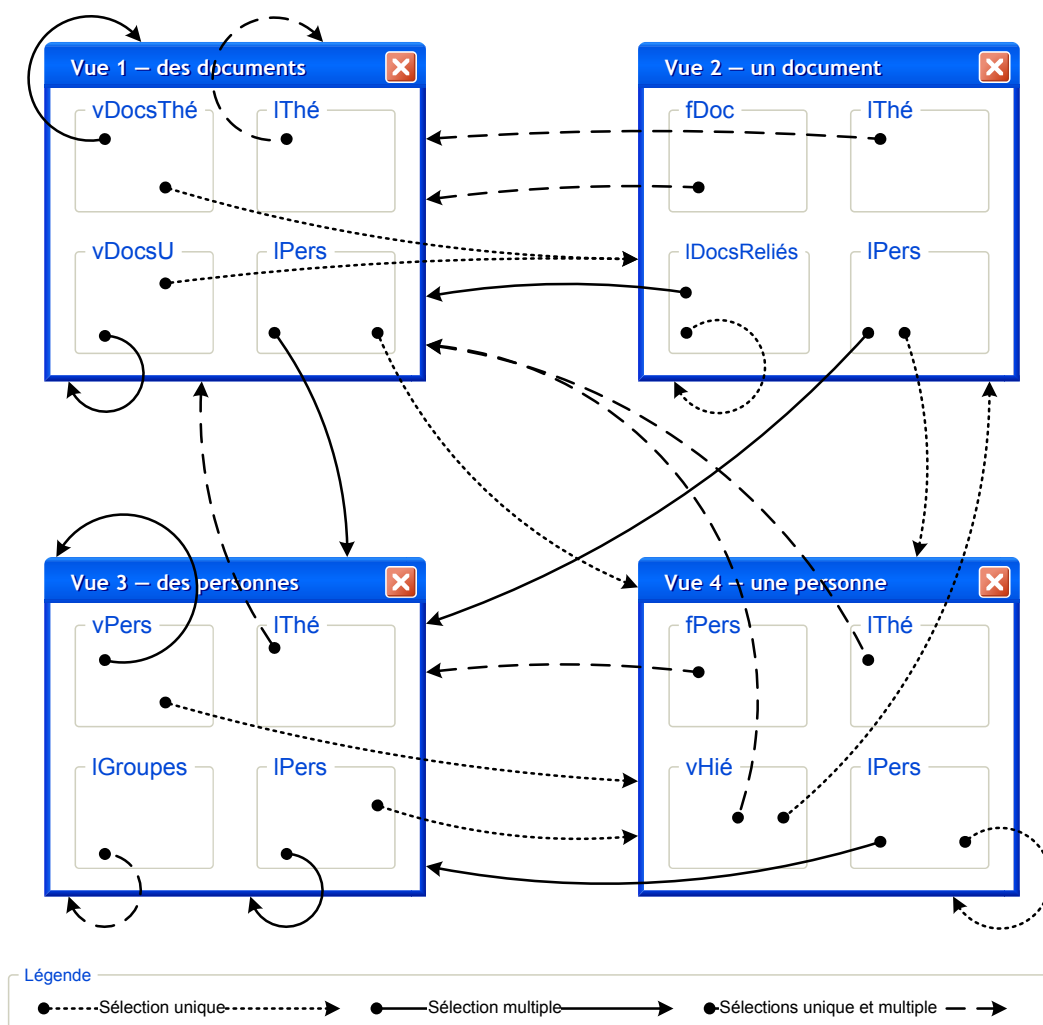 Vue 1 – des documents
vDocsThé
lThé
vDocsU
lPers
Vue 2 – un document
fDoc
lThé
lDocsReliés
lPers
Vue 3 – des personnes
vPers
lThé
lGroupes
lPers
Vue 4 – une personne
fPers
lThé
vHié
lPers
Légende
Sélection unique
Sélection multiple
Sélections unique et multiple